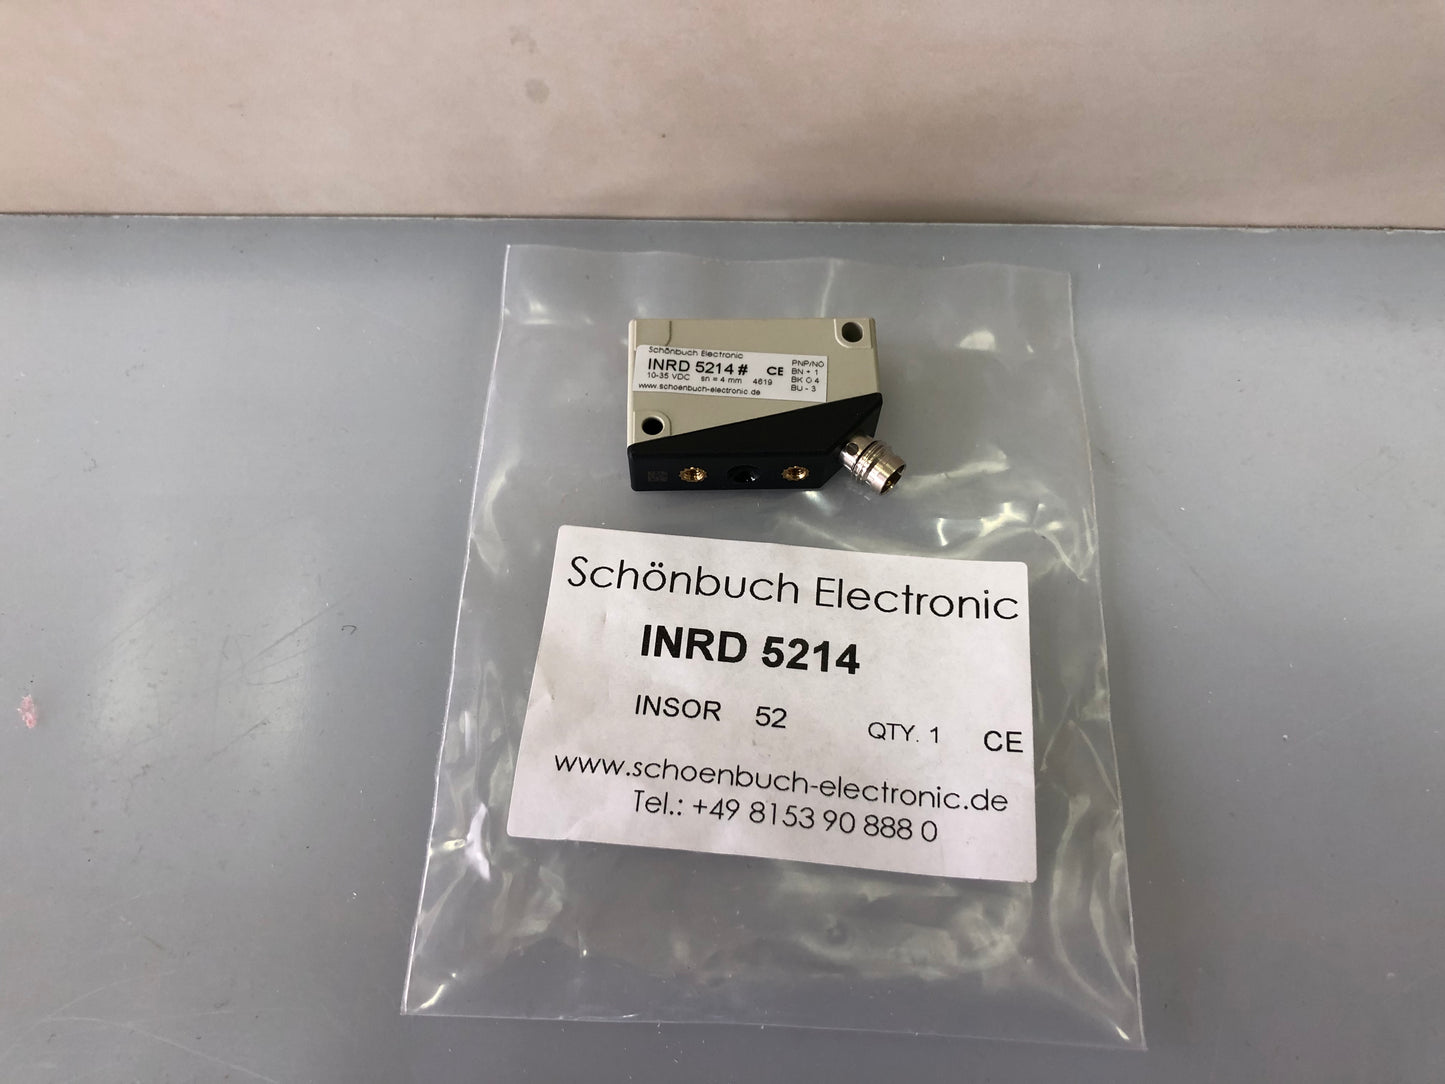 Schönbuch Electronic
INRD 5214 # CE
10-35 VDC sn = 4 mm 4619
www.schoenbuch-electronic.de
PNP/NO
BN + 1
BK O 4
BU - 3
Schönbuch Electronic
INRD 5214
INSOR 52 QTY. 1 CE
www.schoenbuch-electronic.de
Tel.: +49 8153 90 888 0